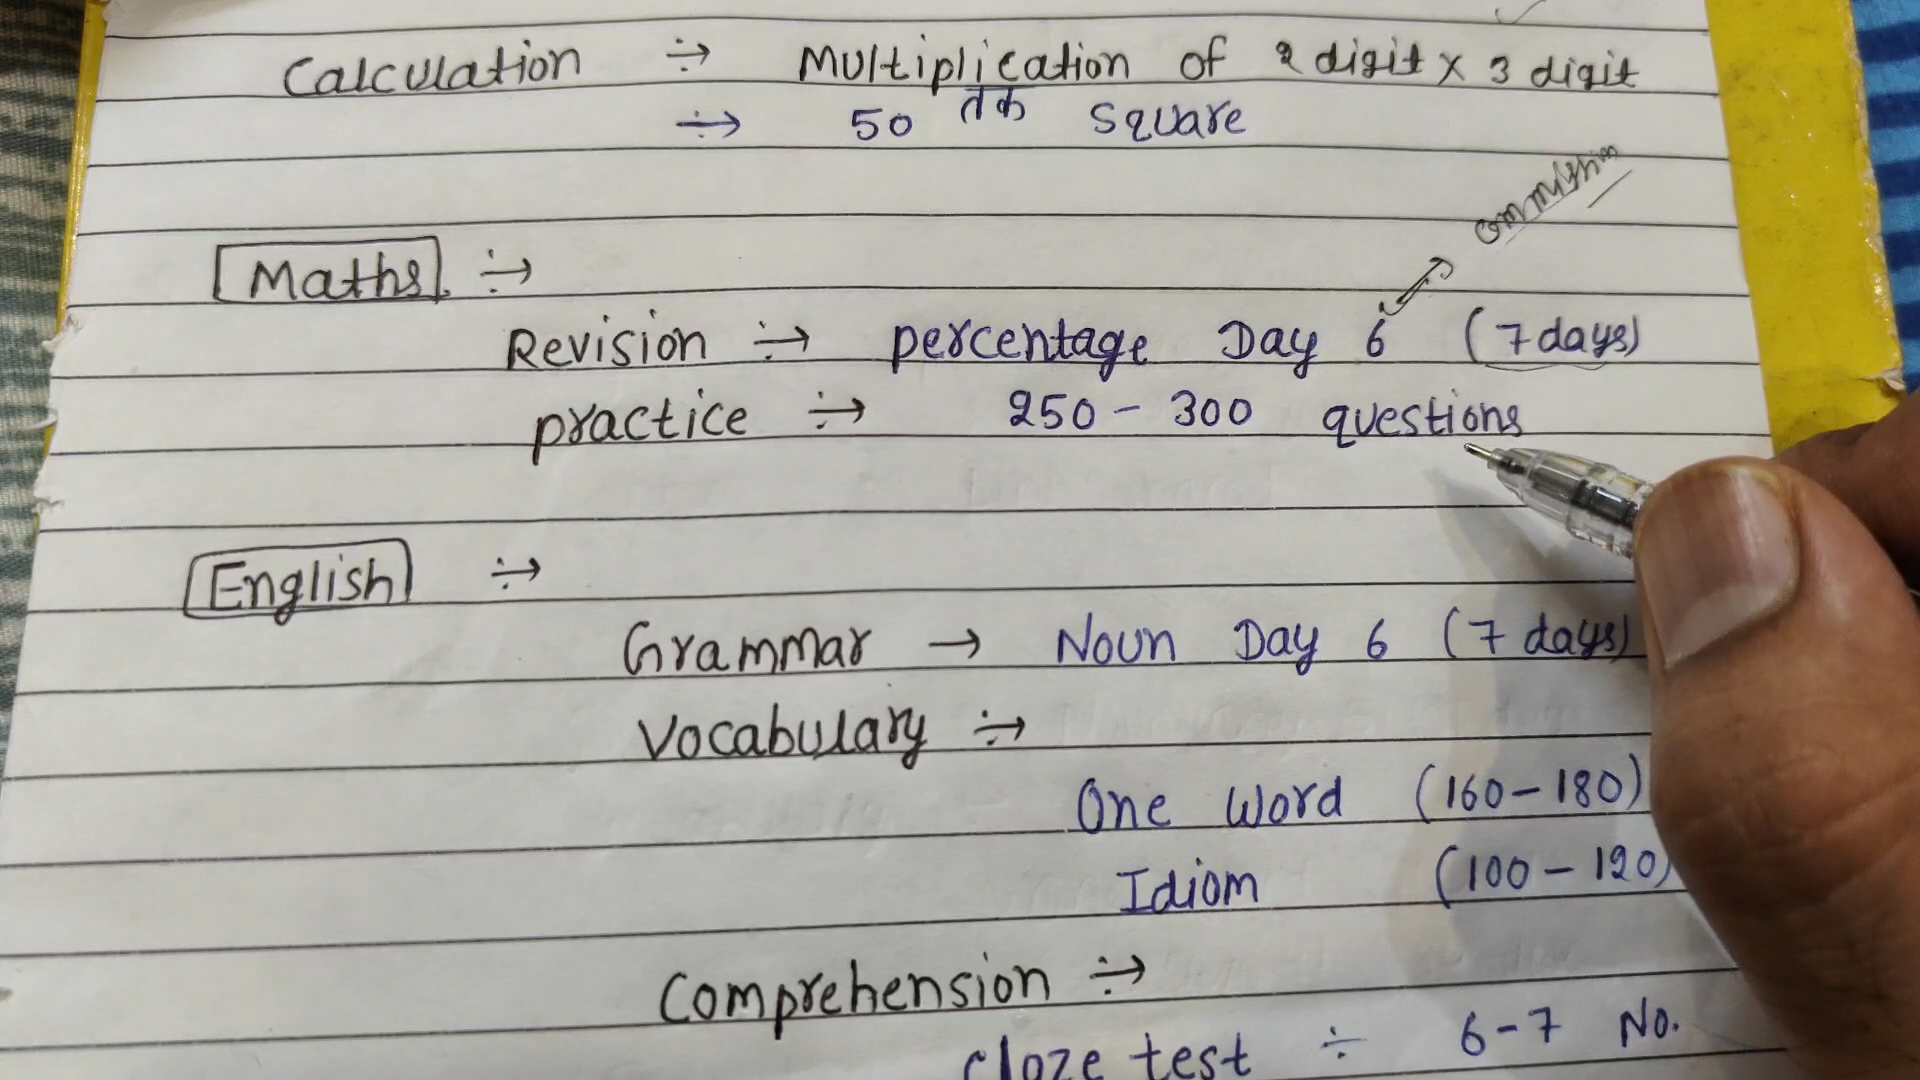 Calculation ÷→ Multiplication of 2 digit x 3 digit
÷→ 50 तक Square
Maths ÷→
Revision ÷→ percentage Day 6 (7 days)
practice ÷→ 250 - 300 questions
English ÷→
Grammar → Noun Day 6 (7 days)
Vocabulary ÷→
One Word (160-180)
Idiom (100-120)
Comprehension ÷→
cloze test ÷ 6-7 No.